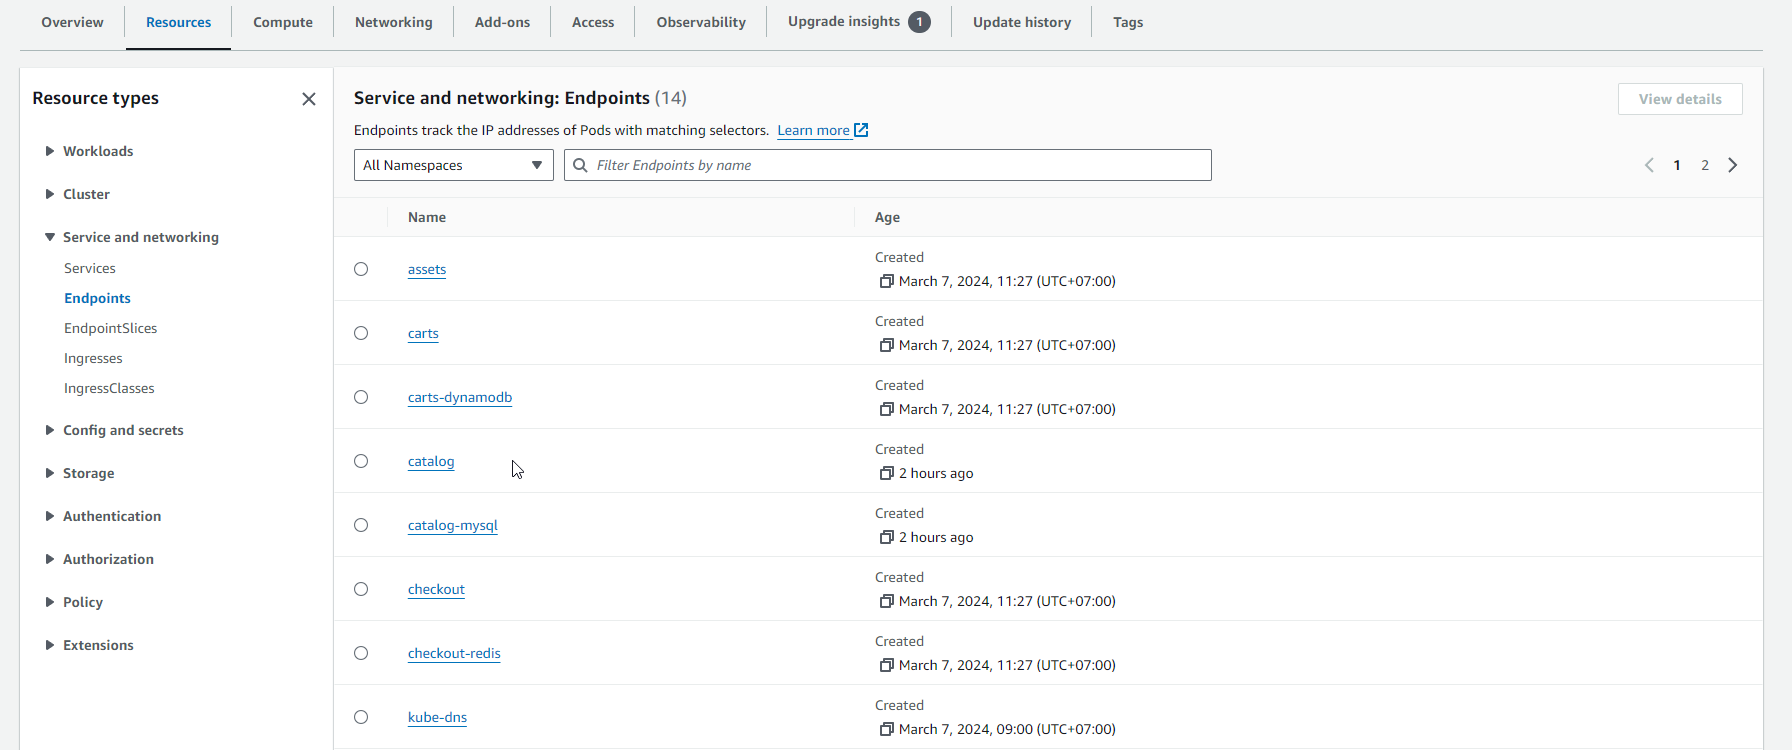 Overview Resources Compute Networking Add-ons Access Observability Upgrade insights 1 Update history Tags
Resource types
Workloads
Cluster
Service and networking
Services
Endpoints
EndpointSlices
Ingresses
IngressClasses
Config and secrets
Storage
Authentication
Authorization
Policy
Extensions
Service and networking: Endpoints (14)
View details
Endpoints track the IP addresses of Pods with matching selectors. Learn more
All Namespaces Filter Endpoints by name 1 2
Name Age
assets
Created
March 7, 2024, 11:27 (UTC+07:00)
carts
Created
March 7, 2024, 11:27 (UTC+07:00)
carts-dynamodb
Created
March 7, 2024, 11:27 (UTC+07:00)
catalog
Created
2 hours ago
catalog-mysql
Created
2 hours ago
checkout
Created
March 7, 2024, 11:27 (UTC+07:00)
checkout-redis
Created
March 7, 2024, 11:27 (UTC+07:00)
kube-dns
Created
March 7, 2024, 09:00 (UTC+07:00)